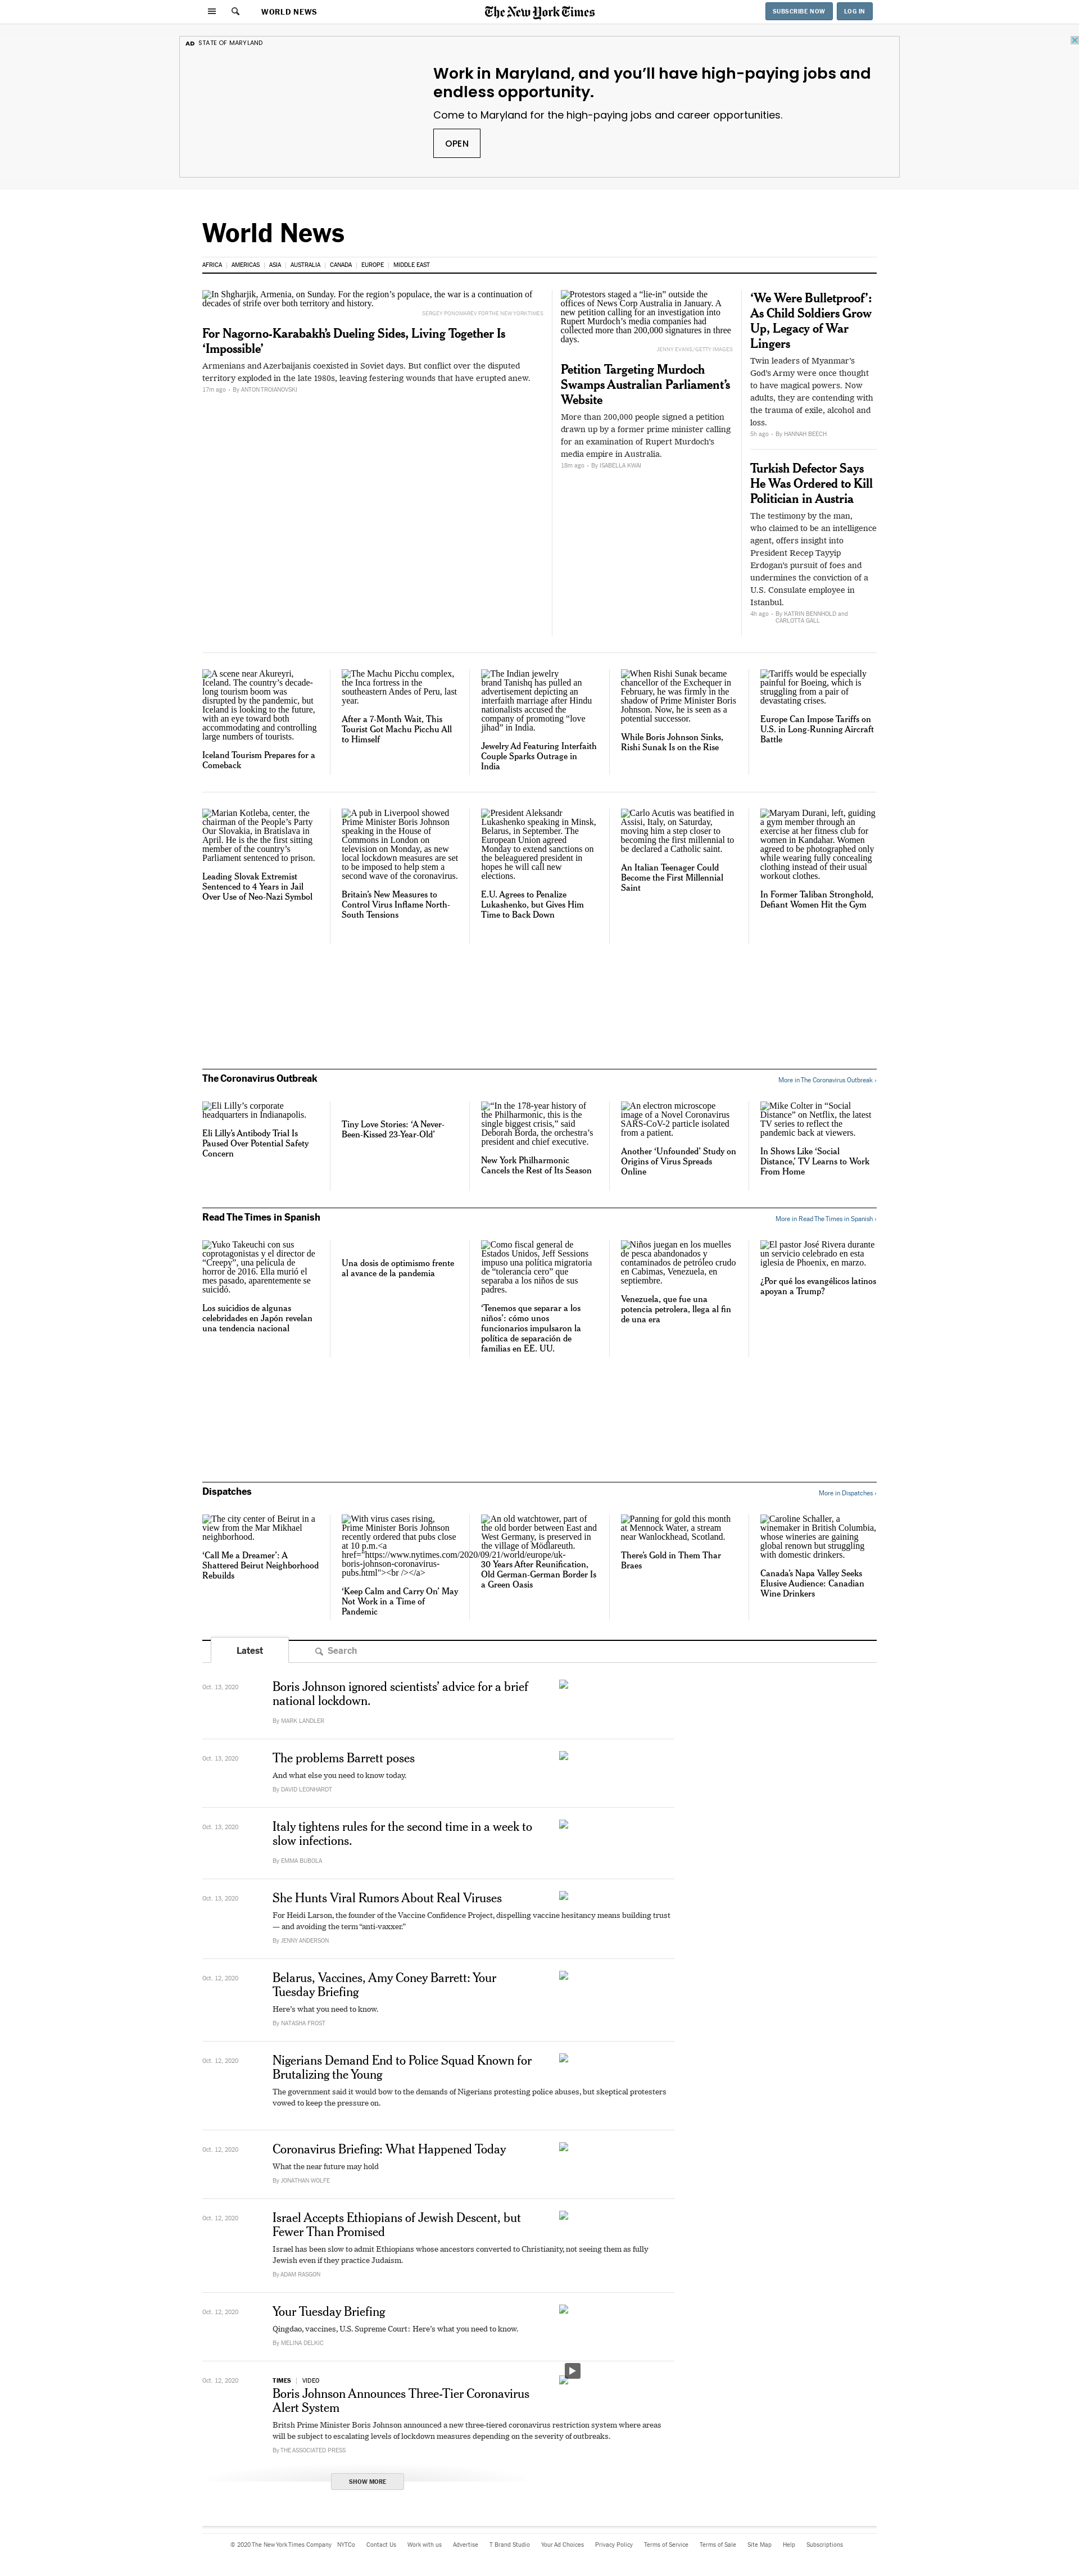 WORLD NEWS
The New York Times
SUBSCRIBE NOW
LOG IN
AD STATE OF MARYLAND
Work in Maryland, and you’ll have high-paying jobs and
endless opportunity.
Come to Maryland for the high-paying jobs and career opportunities.
OPEN
World News
AFRICA
AMERICAS
ASIA
AUSTRALIA
CANADA
EUROPE
MIDDLE EAST
In Shgharjik, Armenia, on Sunday. For the region’s populace, the war is a continuation of
decades of strife over both territory and history.
SERGEY PONOMAREV FOR THE NEW YORK TIMES
For Nagorno-Karabakh’s Dueling Sides, Living Together Is
‘Impossible’
Armenians and Azerbaijanis coexisted in Soviet days. But conflict over the disputed
territory exploded in the late 1980s, leaving festering wounds that have erupted anew.
17m ago - By ANTON TROIANOVSKI
Protestors staged a “lie-in” outside the
offices of News Corp Australia in January. A
new petition calling for an investigation into
Rupert Murdoch’s media companies had
collected more than 200,000 signatures in three
days.
JENNY EVANS/GETTY IMAGES
Petition Targeting Murdoch
Swamps Australian Parliament’s
Website
More than 200,000 people signed a petition
drawn up by a former prime minister calling
for an examination of Rupert Murdoch’s
media empire in Australia.
18m ago - By ISABELLA KWAI
‘We Were Bulletproof’:
As Child Soldiers Grow
Up, Legacy of War
Lingers
Twin leaders of Myanmar’s
God’s Army were once thought
to have magical powers. Now
adults, they are contending with
the trauma of exile, alcohol and
loss.
5h ago - By HANNAH BEECH
Turkish Defector Says
He Was Ordered to Kill
Politician in Austria
The testimony by the man,
who claimed to be an intelligence
agent, offers insight into
President Recep Tayyip
Erdogan’s pursuit of foes and
undermines the conviction of a
U.S. Consulate employee in
Istanbul.
4h ago - By KATRIN BENNHOLD and
CARLOTTA GALL
A scene near Akureyri,
Iceland. The country’s decade-
long tourism boom was
disrupted by the pandemic, but
Iceland is looking to the future,
with an eye toward both
accommodating and controlling
large numbers of tourists.
Iceland Tourism Prepares for a
Comeback
The Machu Picchu complex,
the Inca fortress in the
southeastern Andes of Peru, last
year.
After a 7-Month Wait, This
Tourist Got Machu Picchu All
to Himself
The Indian jewelry
brand Tanishq has pulled an
advertisement depicting an
interfaith marriage after Hindu
nationalists accused the
company of promoting “love
jihad” in India.
Jewelry Ad Featuring Interfaith
Couple Sparks Outrage in
India
When Rishi Sunak became
chancellor of the Exchequer in
February, he was firmly in the
shadow of Prime Minister Boris
Johnson. Now, he is seen as a
potential successor.
While Boris Johnson Sinks,
Rishi Sunak Is on the Rise
Tariffs would be especially
painful for Boeing, which is
struggling from a pair of
devastating crises.
Europe Can Impose Tariffs on
U.S. in Long-Running Aircraft
Battle
Marian Kotleba, center, the
chairman of the People’s Party
Our Slovakia, in Bratislava in
April. He is the the first sitting
member of the country’s
Parliament sentenced to prison.
Leading Slovak Extremist
Sentenced to 4 Years in Jail
Over Use of Neo-Nazi Symbol
A pub in Liverpool showed
Prime Minister Boris Johnson
speaking in the House of
Commons in London on
television on Monday, as new
local lockdown measures are set
to be imposed to help stem a
second wave of the coronavirus.
Britain’s New Measures to
Control Virus Inflame North-
South Tensions
President Aleksandr
Lukashenko speaking in Minsk,
Belarus, in September. The
European Union agreed
Monday to extend sanctions on
the beleaguered president in
hopes he will call new
elections.
E.U. Agrees to Penalize
Lukashenko, but Gives Him
Time to Back Down
Carlo Acutis was beatified in
Assisi, Italy, on Saturday,
moving him a step closer to
becoming the first millennial to
be declared a Catholic saint.
An Italian Teenager Could
Become the First Millennial
Saint
Maryam Durani, left, guiding
a gym member through an
exercise at her fitness club for
women in Kandahar. Women
agreed to be photographed only
while wearing fully concealing
clothing instead of their usual
workout clothes.
In Former Taliban Stronghold,
Defiant Women Hit the Gym
The Coronavirus Outbreak
More in The Coronavirus Outbreak ›
Eli Lilly’s corporate
headquarters in Indianapolis.
Eli Lilly’s Antibody Trial Is
Paused Over Potential Safety
Concern
Tiny Love Stories: ‘A Never-
Been-Kissed 23-Year-Old’
“In the 178-year history of
the Philharmonic, this is the
single biggest crisis,” said
Deborah Borda, the orchestra’s
president and chief executive.
New York Philharmonic
Cancels the Rest of Its Season
An electron microscope
image of a Novel Coronavirus
SARS-CoV-2 particle isolated
from a patient.
Another ‘Unfounded’ Study on
Origins of Virus Spreads
Online
Mike Colter in “Social
Distance” on Netflix, the latest
TV series to reflect the
pandemic back at viewers.
In Shows Like ‘Social
Distance,’ TV Learns to Work
From Home
Read The Times in Spanish
More in Read The Times in Spanish ›
Yuko Takeuchi con sus
coprotagonistas y el director de
“Creepy”, una película de
horror de 2016. Ella murió el
mes pasado, aparentemente se
suicidó.
Los suicidios de algunas
celebridades en Japón revelan
una tendencia nacional
Una dosis de optimismo frente
al avance de la pandemia
Como fiscal general de
Estados Unidos, Jeff Sessions
impuso una política migratoria
de “tolerancia cero” que
separaba a los niños de sus
padres.
‘Tenemos que separar a los
niños’: cómo unos
funcionarios impulsaron la
política de separación de
familias en EE. UU.
Niños juegan en los muelles
de pesca abandonados y
contaminados de petróleo crudo
en Cabimas, Venezuela, en
septiembre.
Venezuela, que fue una
potencia petrolera, llega al fin
de una era
El pastor José Rivera durante
un servicio celebrado en esta
iglesia de Phoenix, en marzo.
¿Por qué los evangélicos latinos
apoyan a Trump?
Dispatches
More in Dispatches ›
The city center of Beirut in a
view from the Mar Mikhael
neighborhood.
‘Call Me a Dreamer’: A
Shattered Beirut Neighborhood
Rebuilds
With virus cases rising,
Prime Minister Boris Johnson
recently ordered that pubs close
at 10 p.m.<a
href="https://www.nytimes.com/2020/09/21/world/europe/uk-
boris-johnson-coronavirus-
pubs.html"><br /></a>
‘Keep Calm and Carry On’ May
Not Work in a Time of
Pandemic
An old watchtower, part of
the old border between East and
West Germany, is preserved in
the village of Mödlareuth.
30 Years After Reunification,
Old German-German Border Is
a Green Oasis
Panning for gold this month
at Mennock Water, a stream
near Wanlockhead, Scotland.
There’s Gold in Them Thar
Braes
Caroline Schaller, a
winemaker in British Columbia,
whose wineries are gaining
global renown but struggling
with domestic drinkers.
Canada’s Napa Valley Seeks
Elusive Audience: Canadian
Wine Drinkers
Latest
Search
Oct. 13, 2020
Boris Johnson ignored scientists’ advice for a brief
national lockdown.
By MARK LANDLER
Oct. 13, 2020
The problems Barrett poses
And what else you need to know today.
By DAVID LEONHARDT
Oct. 13, 2020
Italy tightens rules for the second time in a week to
slow infections.
By EMMA BUBOLA
Oct. 13, 2020
She Hunts Viral Rumors About Real Viruses
For Heidi Larson, the founder of the Vaccine Confidence Project, dispelling vaccine hesitancy means building trust
— and avoiding the term “anti-vaxxer.”
By JENNY ANDERSON
Oct. 12, 2020
Belarus, Vaccines, Amy Coney Barrett: Your
Tuesday Briefing
Here’s what you need to know.
By NATASHA FROST
Oct. 12, 2020
Nigerians Demand End to Police Squad Known for
Brutalizing the Young
The government said it would bow to the demands of Nigerians protesting police abuses, but skeptical protesters
vowed to keep the pressure on.
Oct. 12, 2020
Coronavirus Briefing: What Happened Today
What the near future may hold
By JONATHAN WOLFE
Oct. 12, 2020
Israel Accepts Ethiopians of Jewish Descent, but
Fewer Than Promised
Israel has been slow to admit Ethiopians whose ancestors converted to Christianity, not seeing them as fully
Jewish even if they practice Judaism.
By ADAM RASGON
Oct. 12, 2020
Your Tuesday Briefing
Qingdao, vaccines, U.S. Supreme Court: Here’s what you need to know.
By MELINA DELKIC
Oct. 12, 2020
TIMES | VIDEO
Boris Johnson Announces Three-Tier Coronavirus
Alert System
Britsh Prime Minister Boris Johnson announced a new three-tiered coronavirus restriction system where areas
will be subject to escalating levels of lockdown measures depending on the severity of outbreaks.
By THE ASSOCIATED PRESS
SHOW MORE
© 2020 The New York Times Company
NYTCo
Contact Us
Work with us
Advertise
T Brand Studio
Your Ad Choices
Privacy Policy
Terms of Service
Terms of Sale
Site Map
Help
Subscriptions